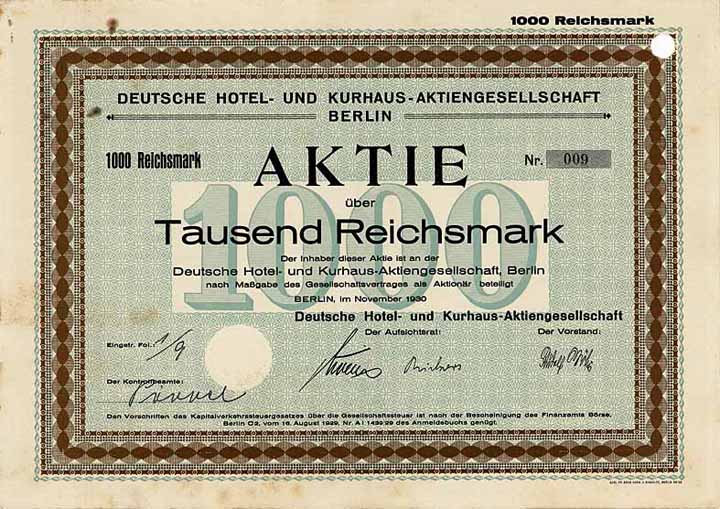 1000 Reichsmark
DEUTSCHE HOTEL- UND KURHAUS-AKTIENGESELLSCHAFT
BERLIN
1000 Reichsmark
AKTIE
Nr. 009
1000
über
Tausend Reichsmark
Der Inhaber dieser Aktie ist an der
Deutsche Hotel- und Kurhaus-Aktiengesellschaft, Berlin
nach Maßgabe des Gesellschaftsvertrages als Aktionär beteiligt
BERLIN, im November 1930
Deutsche Hotel- und Kurhaus-Aktiengesellschaft
Der Aufsichtsrat: Der Vorstand:
Eingetr. Fol.: 1/9
Der Kontrollbeamte:
Den Vorschriften des Kapitalverkehrssteuergesetzes über die Gesellschaftssteuer ist nach der Bescheinigung des Finanzamts Börse,
Berlin C2, vom 16. August 1929, Nr. A I 1439/29 des Anmeldebuchs genügt.